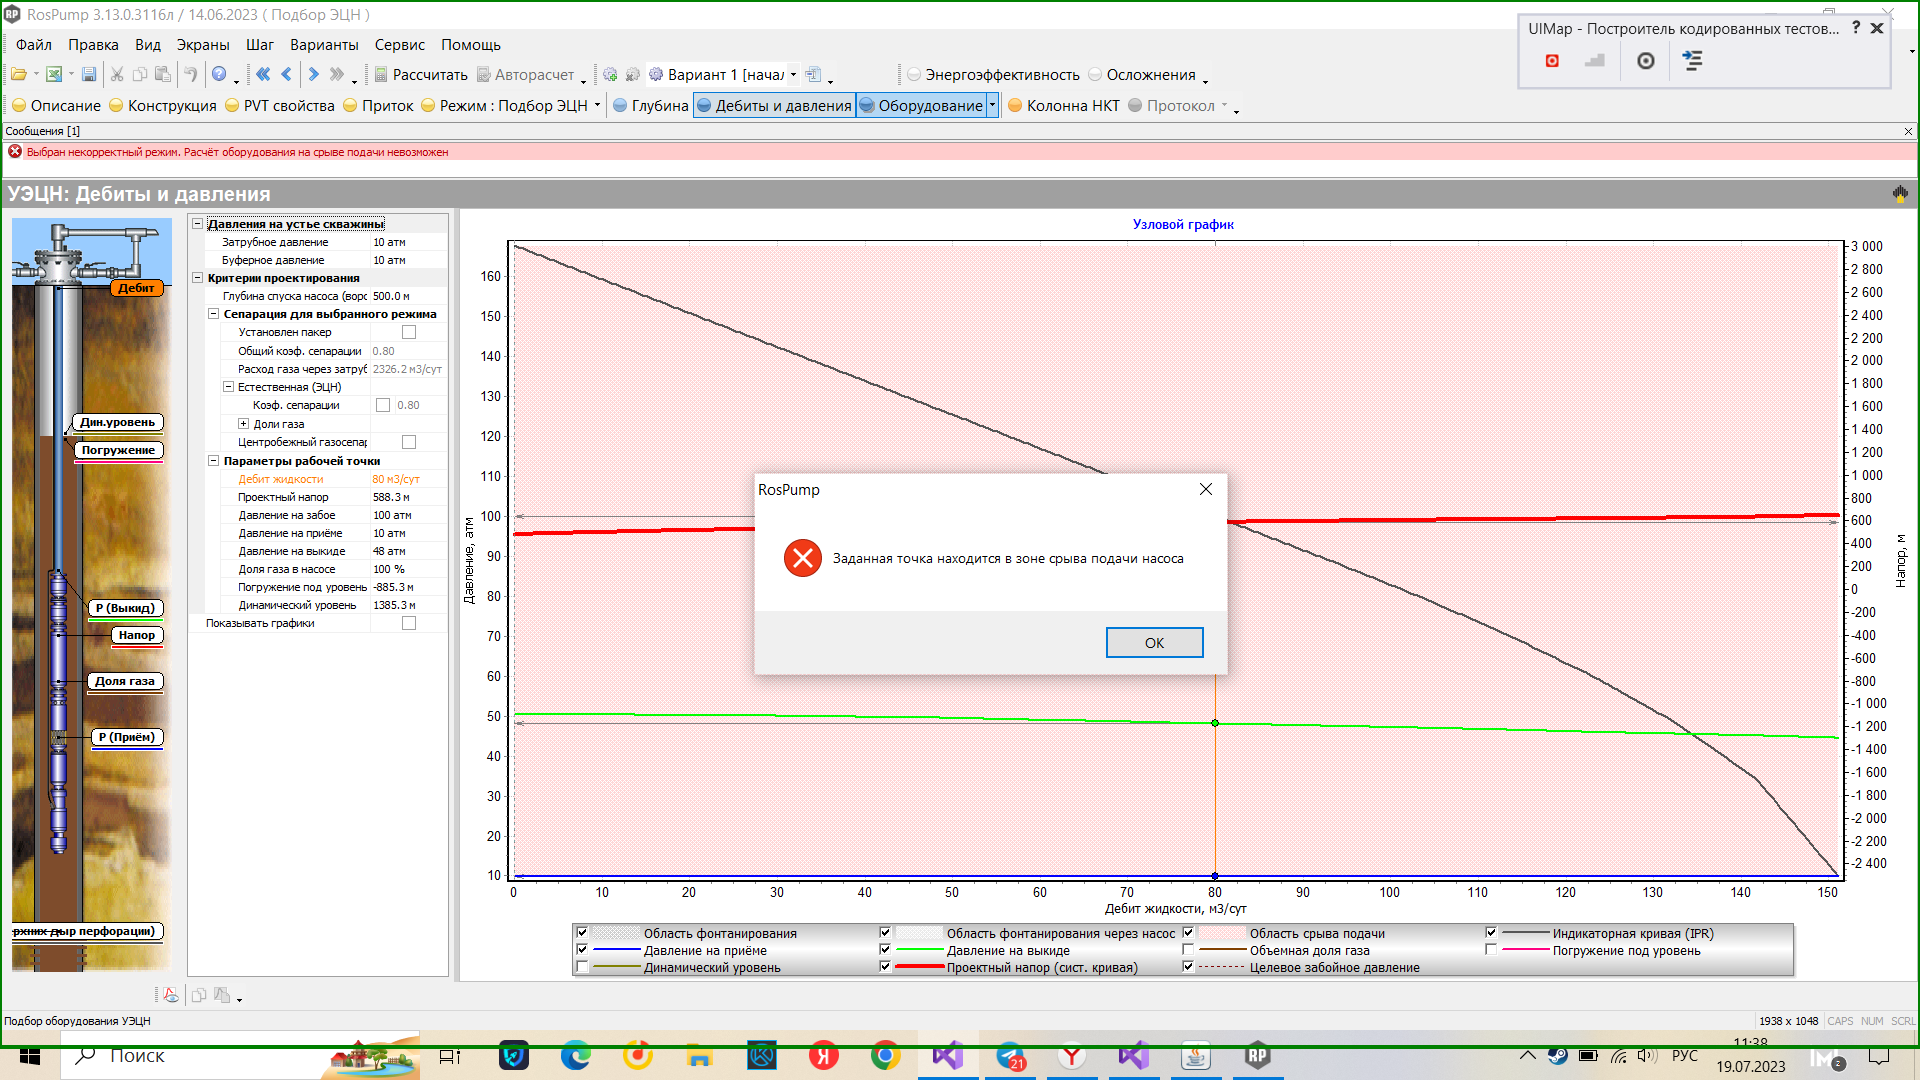 RosPump 3.13.0.3116л / 14.06.2023 ( Подбор ЭЦН )
UIMap - Построитель кодированных тестов... ?
Файл Правка Вид Экраны Шаг Варианты Сервис Помощь
Рассчитать Авторасчет Вариант 1 [начал Энергоэффективность Осложнения
Описание Конструкция PVT свойства Приток Режим : Подбор ЭЦН Глубина Дебиты и давления Оборудование Колонна НКТ Протокол
Сообщения [1]
Выбран некорректный режим. Расчёт оборудования на срыве подачи невозможен
УЭЦН: Дебиты и давления
Дебит
Дин.уровень
Погружение
P (Выкид)
Напор
Доля газа
P (Приём)
рхних дыр перфорации)
Давления на устье скважины
Затрубное давление 10 атм
Буферное давление 10 атм
Критерии проектирования
Глубина спуска насоса (ворс 500.0 м
Сепарация для выбранного режима
Установлен пакер
Общий коэф. сепарации 0.80
Расход газа через затруб 2326.2 м3/сут
Естественная (ЭЦН)
Коэф. сепарации 0.80
Доли газа
Центробежный газосепар
Параметры рабочей точки
Дебит жидкости 80 м3/сут
Проектный напор 588.3 м
Давление на забое 100 атм
Давление на приёме 10 атм
Давление на выкиде 48 атм
Доля газа в насосе 100 %
Погружение под уровень -885.3 м
Динамический уровень 1385.3 м
Показывать графики
Узловой график
Давление, атм
160
150
140
130
120
110
100
90
80
70
60
50
40
30
20
10
0 10 20 30 40 50 60 70 80 90 100 110 120 130 140 150
Дебит жидкости, м3/сут
3 000
2 800
2 600
2 400
2 200
2 000
1 800
1 600
1 400
1 200
1 000
800
600
400
200
0
-200
-400
-600
-800
-1 000
-1 200
-1 400
-1 600
-1 800
-2 000
-2 200
-2 400
Напор, м
RosPump
Заданная точка находится в зоне срыва подачи насоса
OK
Область фонтанирования Область фонтанирования через насос Область срыва подачи Индикаторная кривая (IPR)
Давление на приёме Давление на выкиде Объемная доля газа Погружение под уровень
Динамический уровень Проектный напор (сист. кривая) Целевое забойное давление
Подбор оборудования УЭЦН
1938 x 1048 CAPS NUM SCRL
Поиск
21
РУС
11:38
19.07.2023
2